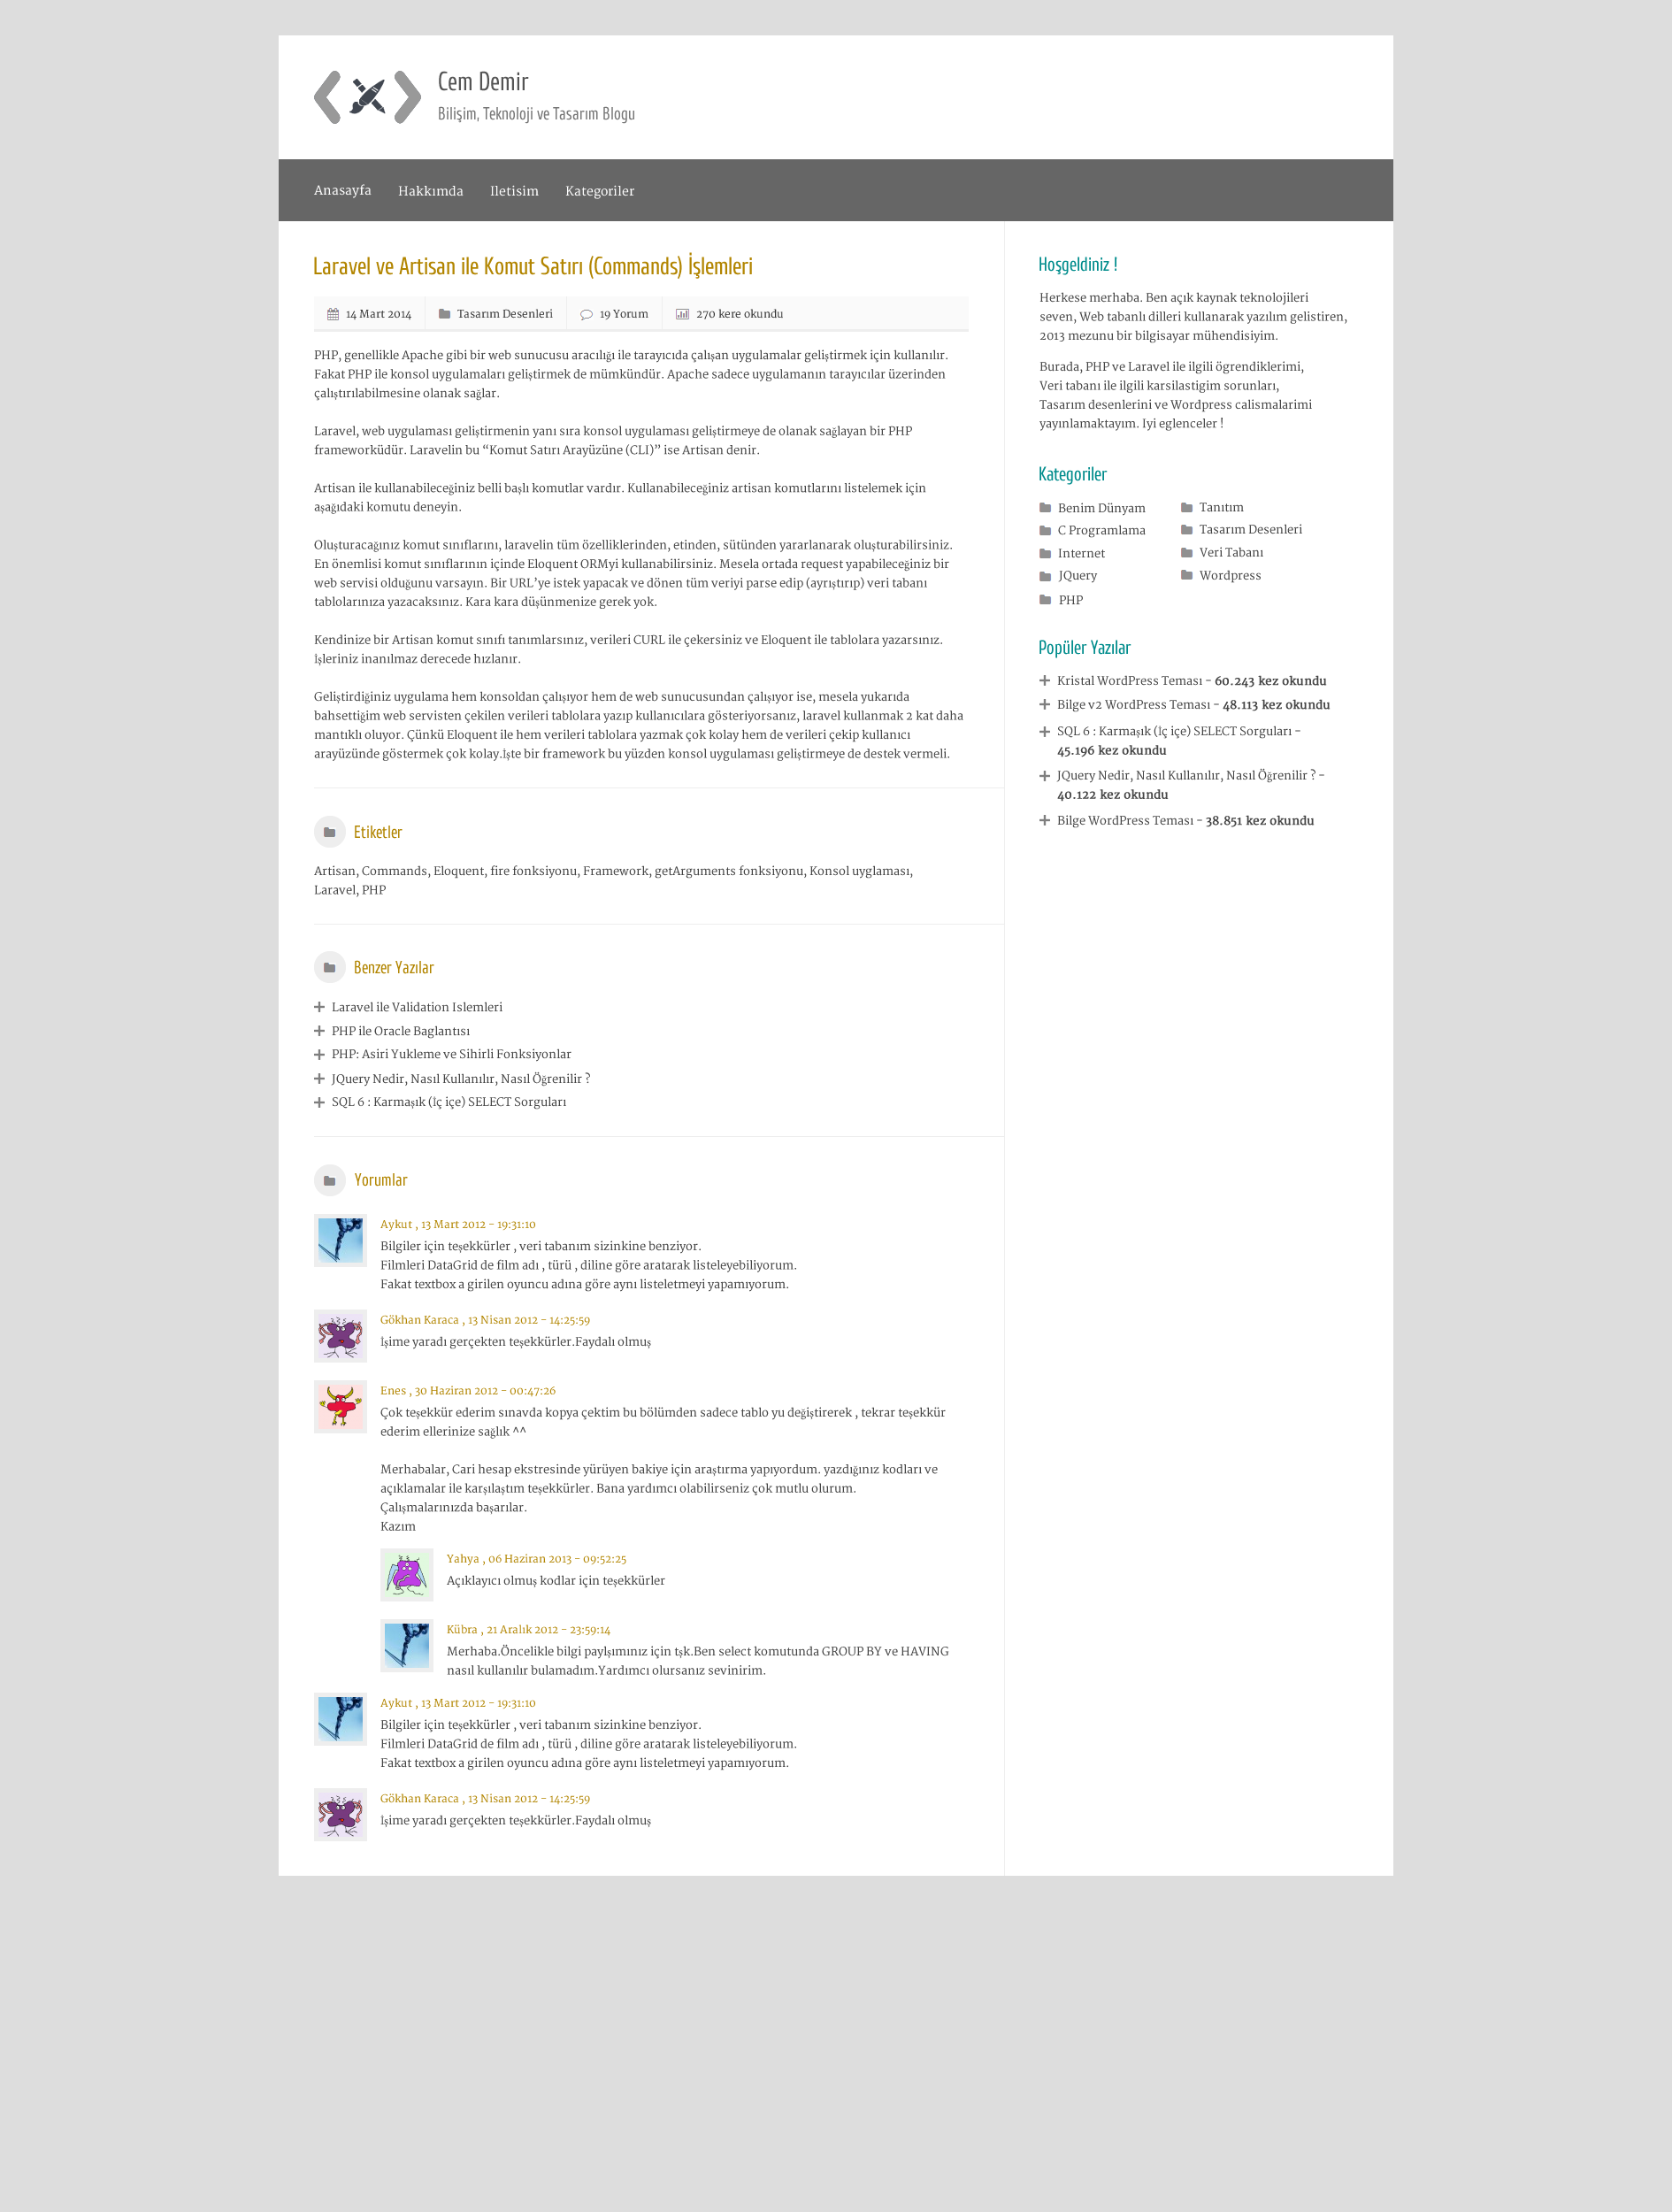 Cem Demir
Bilişim, Teknoloji ve Tasarım Blogu
Anasayfa Hakkımda Iletisim Kategoriler
Laravel ve Artisan ile Komut Satırı (Commands) İşlemleri
14 Mart 2014 Tasarım Desenleri 19 Yorum 270 kere okundu
PHP, genellikle Apache gibi bir web sunucusu aracılığı ile tarayıcıda çalışan uygulamalar geliştirmek için kullanılır.
Fakat PHP ile konsol uygulamaları geliştirmek de mümkündür. Apache sadece uygulamanın tarayıcılar üzerinden
çalıştırılabilmesine olanak sağlar.
Laravel, web uygulaması geliştirmenin yanı sıra konsol uygulaması geliştirmeye de olanak sağlayan bir PHP
frameworküdür. Laravelin bu “Komut Satırı Arayüzüne (CLI)” ise Artisan denir.
Artisan ile kullanabileceğiniz belli başlı komutlar vardır. Kullanabileceğiniz artisan komutlarını listelemek için
aşağıdaki komutu deneyin.
Oluşturacağınız komut sınıflarını, laravelin tüm özelliklerinden, etinden, sütünden yararlanarak oluşturabilirsiniz.
En önemlisi komut sınıflarının içinde Eloquent ORMyi kullanabilirsiniz. Mesela ortada request yapabileceğiniz bir
web servisi olduğunu varsayın. Bir URL’ye istek yapacak ve dönen tüm veriyi parse edip (ayrıştırıp) veri tabanı
tablolarınıza yazacaksınız. Kara kara düşünmenize gerek yok.
Kendinize bir Artisan komut sınıfı tanımlarsınız, verileri CURL ile çekersiniz ve Eloquent ile tablolara yazarsınız.
İşleriniz inanılmaz derecede hızlanır.
Geliştirdiğiniz uygulama hem konsoldan çalışıyor hem de web sunucusundan çalışıyor ise, mesela yukarıda
bahsettiğim web servisten çekilen verileri tablolara yazıp kullanıcılara gösteriyorsanız, laravel kullanmak 2 kat daha
mantıklı oluyor. Çünkü Eloquent ile hem verileri tablolara yazmak çok kolay hem de verileri çekip kullanıcı
arayüzünde göstermek çok kolay.İşte bir framework bu yüzden konsol uygulaması geliştirmeye de destek vermeli.
Etiketler
Artisan, Commands, Eloquent, fire fonksiyonu, Framework, getArguments fonksiyonu, Konsol uyglaması,
Laravel, PHP
Benzer Yazılar
Laravel ile Validation Islemleri
PHP ile Oracle Baglantısı
PHP: Asiri Yukleme ve Sihirli Fonksiyonlar
JQuery Nedir, Nasıl Kullanılır, Nasıl Öğrenilir ?
SQL 6 : Karmaşık (İç içe) SELECT Sorguları
Yorumlar
Aykut , 13 Mart 2012 - 19:31:10
Bilgiler için teşekkürler , veri tabanım sizinkine benziyor.
Filmleri DataGrid de film adı , türü , diline göre aratarak listeleyebiliyorum.
Fakat textbox a girilen oyuncu adına göre aynı listeletmeyi yapamıyorum.
Gökhan Karaca , 13 Nisan 2012 - 14:25:59
İşime yaradı gerçekten teşekkürler.Faydalı olmuş
Enes , 30 Haziran 2012 - 00:47:26
Çok teşekkür ederim sınavda kopya çektim bu bölümden sadece tablo yu değiştirerek , tekrar teşekkür
ederim ellerinize sağlık ^^
Merhabalar, Cari hesap ekstresinde yürüyen bakiye için araştırma yapıyordum. yazdığınız kodları ve
açıklamalar ile karşılaştım teşekkürler. Bana yardımcı olabilirseniz çok mutlu olurum.
Çalışmalarınızda başarılar.
Kazım
Yahya , 06 Haziran 2013 - 09:52:25
Açıklayıcı olmuş kodlar için teşekkürler
Kübra , 21 Aralık 2012 - 23:59:14
Merhaba.Öncelikle bilgi paylşımınız için tşk.Ben select komutunda GROUP BY ve HAVING
nasıl kullanılır bulamadım.Yardımcı olursanız sevinirim.
Aykut , 13 Mart 2012 - 19:31:10
Bilgiler için teşekkürler , veri tabanım sizinkine benziyor.
Filmleri DataGrid de film adı , türü , diline göre aratarak listeleyebiliyorum.
Fakat textbox a girilen oyuncu adına göre aynı listeletmeyi yapamıyorum.
Gökhan Karaca , 13 Nisan 2012 - 14:25:59
İşime yaradı gerçekten teşekkürler.Faydalı olmuş
Hoşgeldiniz !
Herkese merhaba. Ben açık kaynak teknolojileri
seven, Web tabanlı dilleri kullanarak yazılım gelistiren,
2013 mezunu bir bilgisayar mühendisiyim.
Burada, PHP ve Laravel ile ilgili ögrendiklerimi,
Veri tabanı ile ilgili karsilastigim sorunları,
Tasarım desenlerini ve Wordpress calismalarimi
yayınlamaktayım. Iyi eglenceler !
Kategoriler
Benim Dünyam Tanıtım
C Programlama Tasarım Desenleri
Internet Veri Tabanı
JQuery Wordpress
PHP
Popüler Yazılar
Kristal WordPress Teması - 60.243 kez okundu
Bilge v2 WordPress Teması - 48.113 kez okundu
SQL 6 : Karmaşık (İç içe) SELECT Sorguları -
45.196 kez okundu
JQuery Nedir, Nasıl Kullanılır, Nasıl Öğrenilir ? -
40.122 kez okundu
Bilge WordPress Teması - 38.851 kez okundu